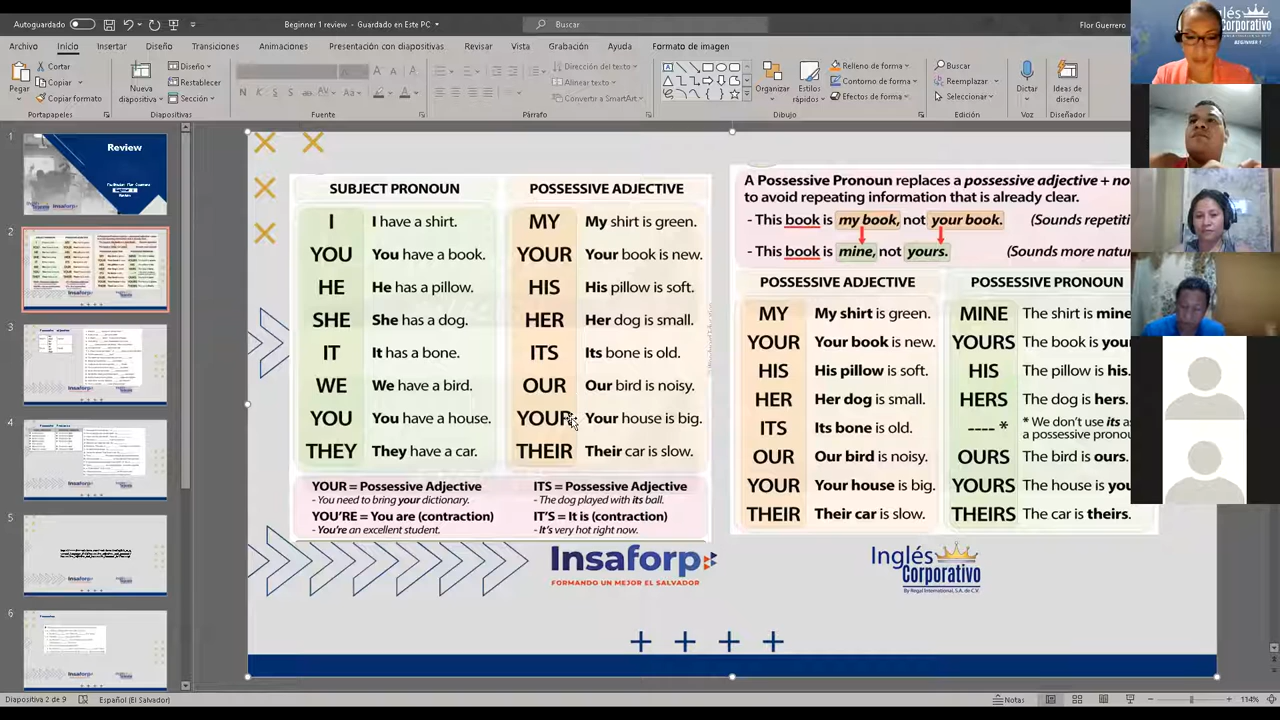 Autoguardado
Beginner 1 review - Guardado en Este PC
Buscar
Flor Guerrero
Archivo Inicio Insertar Diseño Transiciones Animaciones Presentación con diapositivas Revisar Vista Grabación Ayuda Formato de imagen
Pegar
Cortar
Copiar
Copiar formato
Portapapeles
Nueva diapositiva
Diseño
Restablecer
Sección
Diapositivas
Fuente
Dirección del texto
Alinear texto
Convertir a SmartArt
Párrafo
Organizar
Estilos rápidos
Relleno de forma
Contorno de forma
Efectos de forma
Dibujo
Buscar
Reemplazar
Seleccionar
Edición
Dictar
Voz
Ideas de diseño
Diseñador
Inglés
Corporativo
BEGINNER 1
1
Review
2
3
4
5
6
SUBJECT PRONOUN POSSESSIVE ADJECTIVE
I I have a shirt. MY My shirt is green.
YOU You have a book. YOUR Your book is new.
HE He has a pillow. HIS His pillow is soft.
SHE She has a dog. HER Her dog is small.
IT It has a bone. ITS Its bone is old.
WE We have a bird. OUR Our bird is noisy.
YOU You have a house. YOUR Your house is big.
THEY They have a car. THEIR Their car is slow.
YOUR = Possessive Adjective
- You need to bring your dictionary.
YOU'RE = You are (contraction)
- You're an excellent student.
ITS = Possessive Adjective
- The dog played with its ball.
IT'S = It is (contraction)
- It's very hot right now.
A Possessive Pronoun replaces a possessive adjective + no
to avoid repeating information that is already clear.
- This book is my book, not your book. (Sounds repetiti
- This book is mine, not yours. (Sounds more natur
POSSESSIVE ADJECTIVE POSSESSIVE PRONOUN
MY My shirt is green. MINE The shirt is mine
YOUR Your book is new. YOURS The book is your
HIS His pillow is soft. HIS The pillow is his.
HER Her dog is small. HERS The dog is hers.
ITS Its bone is old. ---- * * We don't use its as
a possessive pronou
OUR Our bird is noisy. OURS The bird is ours.
YOUR Your house is big. YOURS The house is you
THEIR Their car is slow. THEIRS The car is theirs.
Insaforp
FORMANDO UN MEJOR EL SALVADOR
Inglés
Corporativo
By Regal International, S.A. de C.V.
Diapositiva 2 de 9
Español (El Salvador)
Notas
114%